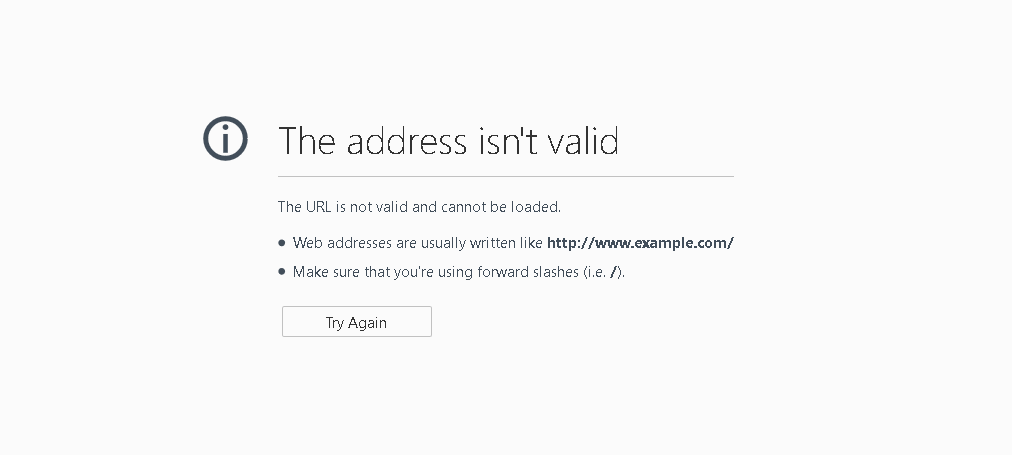 The address isn't valid
The URL is not valid and cannot be loaded.
Web addresses are usually written like http://www.example.com/
Make sure that you're using forward slashes (i.e. /).
Try Again